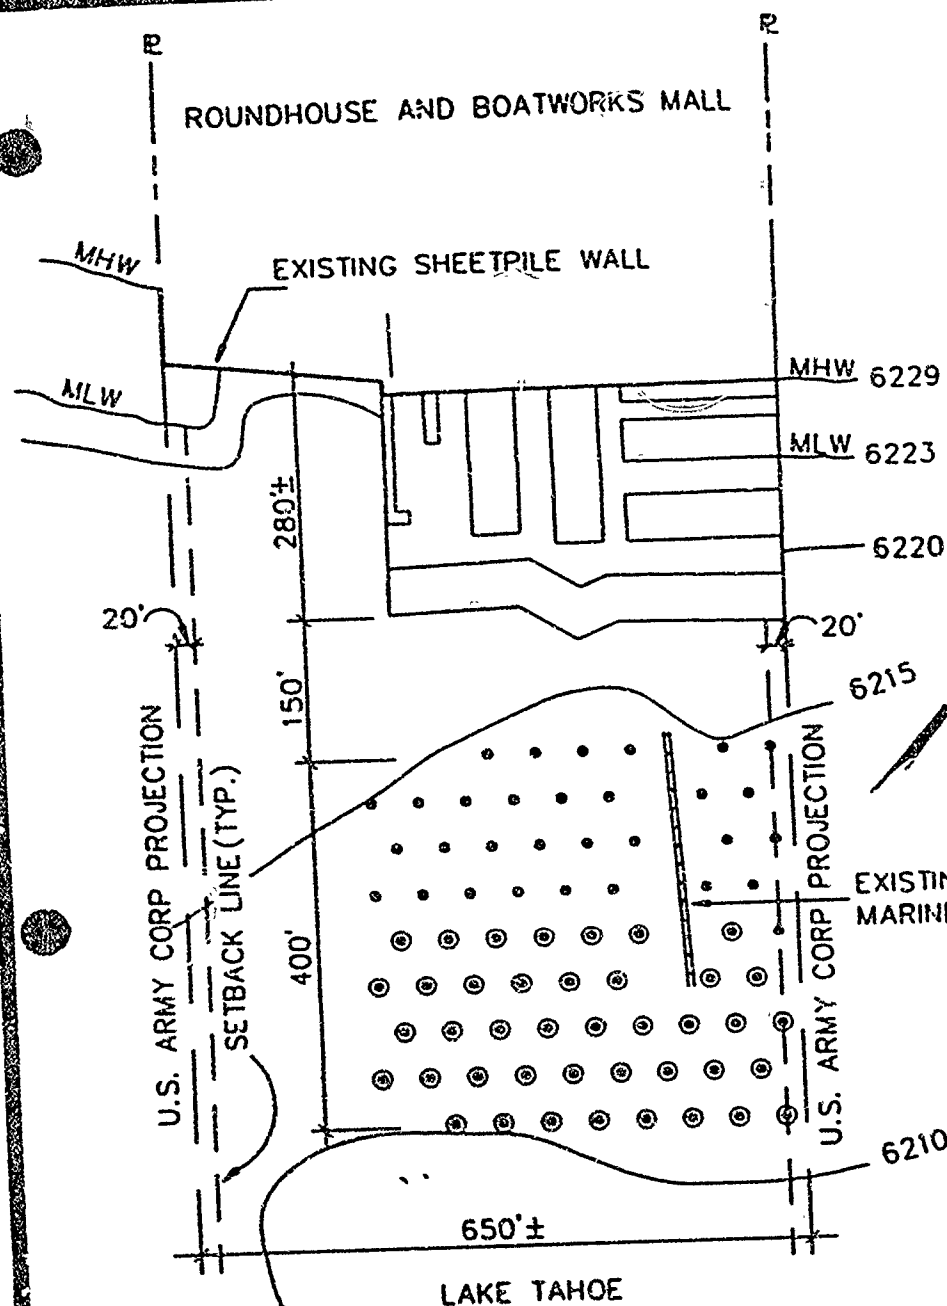 ROUNDHOUSE AND BOATWORKS MALL
MHW
EXISTING SHEETPILE WALL
MHW 6229
MLW
MLW 6223
280'±
6220
20'
20'
6215
150'
U.S. ARMY CORP PROJECTION
SETBACK LINE (TYP.)
U.S. ARMY CORP PROJECTION
EXISTIN
MARIN
400'
6210
650'±
LAKE TAHOE